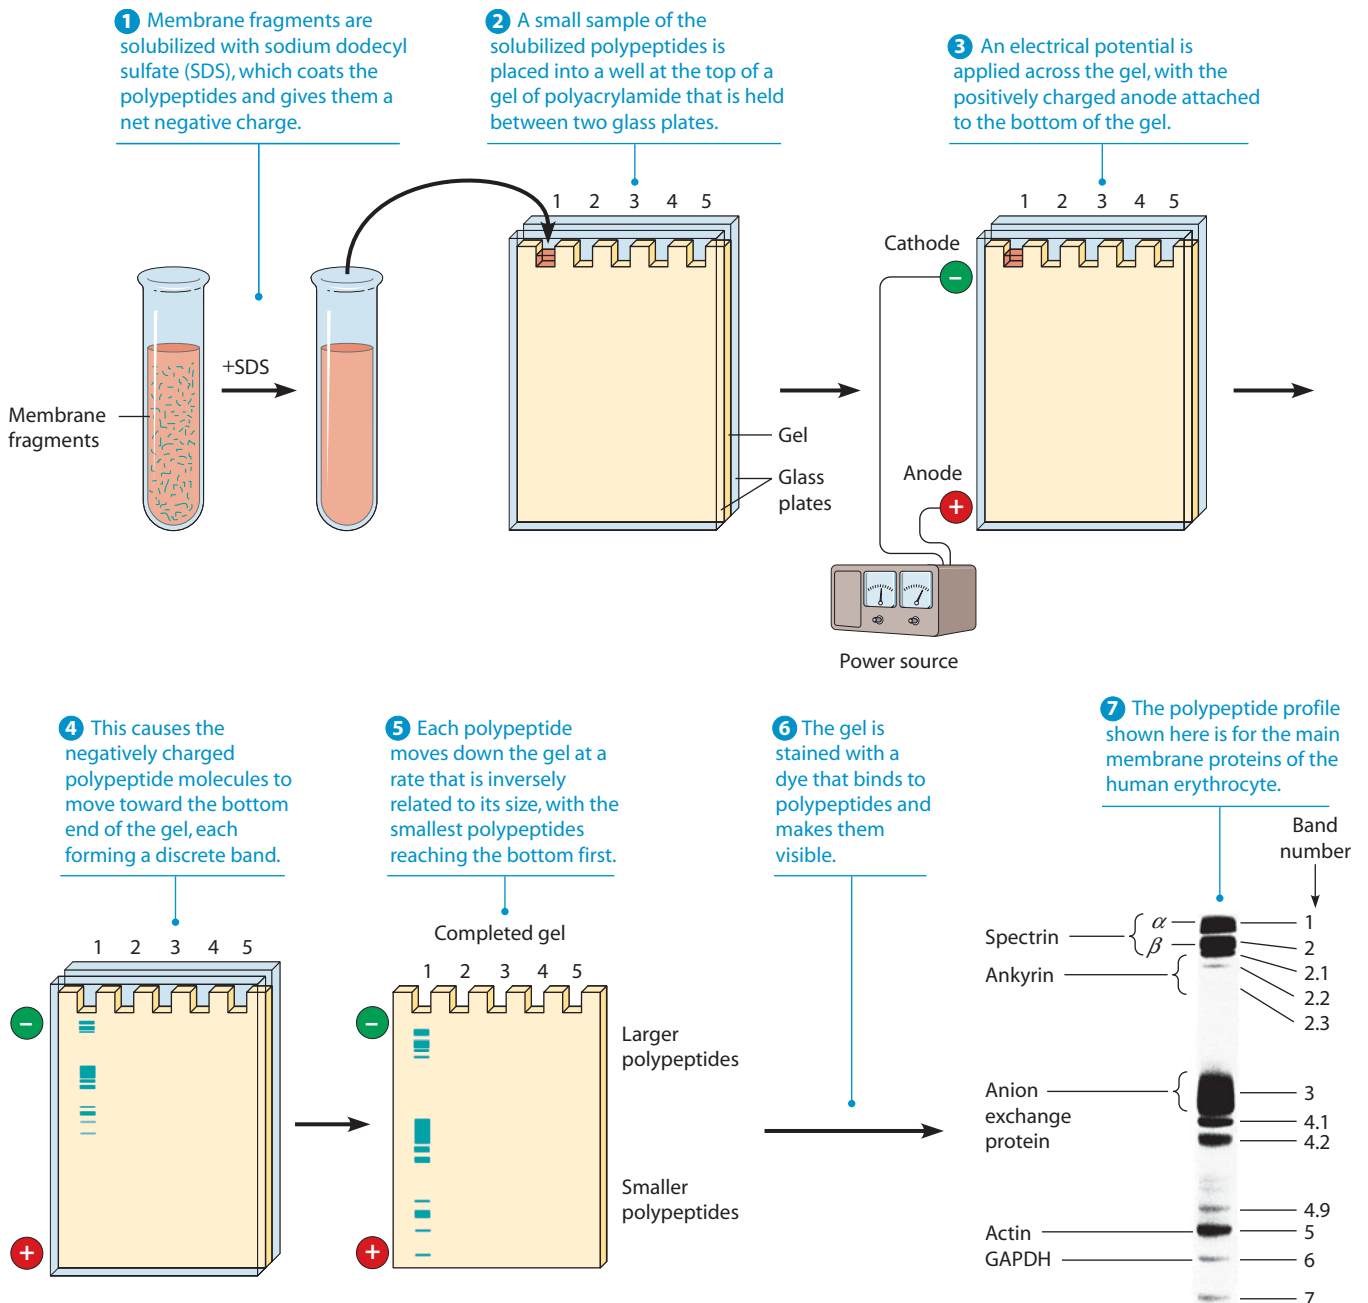 1 Membrane fragments are
solubilized with sodium dodecyl
sulfate (SDS), which coats the
polypeptides and gives them a
net negative charge.
2 A small sample of the
solubilized polypeptides is
placed into a well at the top of a
gel of polyacrylamide that is held
between two glass plates.
3 An electrical potential is
applied across the gel, with the
positively charged anode attached
to the bottom of the gel.
1 2 3 4 5
1 2 3 4 5
Cathode
−
+SDS
Membrane
fragments
Gel
Glass
plates
Anode
+
Power source
4 This causes the
negatively charged
polypeptide molecules to
move toward the bottom
end of the gel, each
forming a discrete band.
5 Each polypeptide
moves down the gel at a
rate that is inversely
related to its size, with the
smallest polypeptides
reaching the bottom first.
6 The gel is
stained with a
dye that binds to
polypeptides and
makes them
visible.
7 The polypeptide profile
shown here is for the main
membrane proteins of the
human erythrocyte.
1 2 3 4 5
−
+
Completed gel
1 2 3 4 5
−
+
Larger
polypeptides
Smaller
polypeptides
Band
number
Spectrin
α
β
Ankyrin
Anion
exchange
protein
Actin
GAPDH
1
2
2.1
2.2
2.3
3
4.1
4.2
4.9
5
6
7